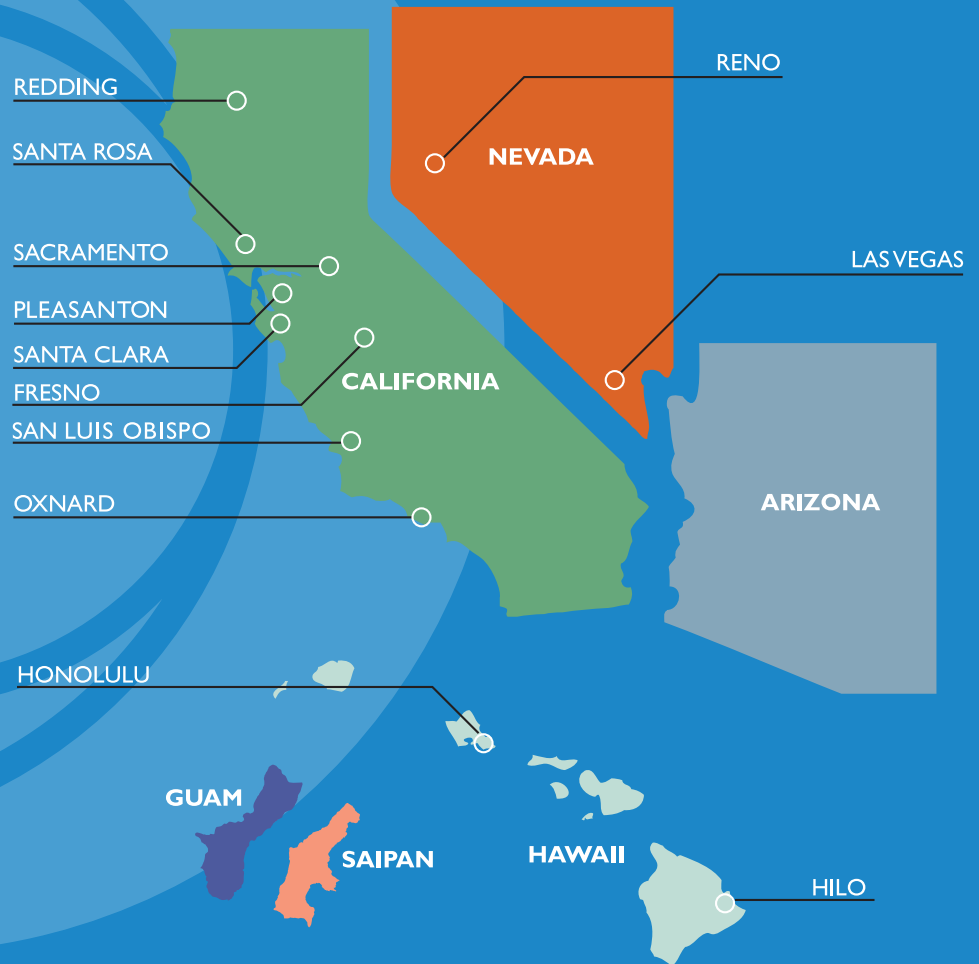 RENO
REDDING
SANTA ROSA
NEVADA
SACRAMENTO
LAS VEGAS
PLEASANTON
SANTA CLARA
CALIFORNIA
FRESNO
SAN LUIS OBISPO
OXNARD
ARIZONA
HONOLULU
GUAM
SAIPAN
HAWAII
HILO